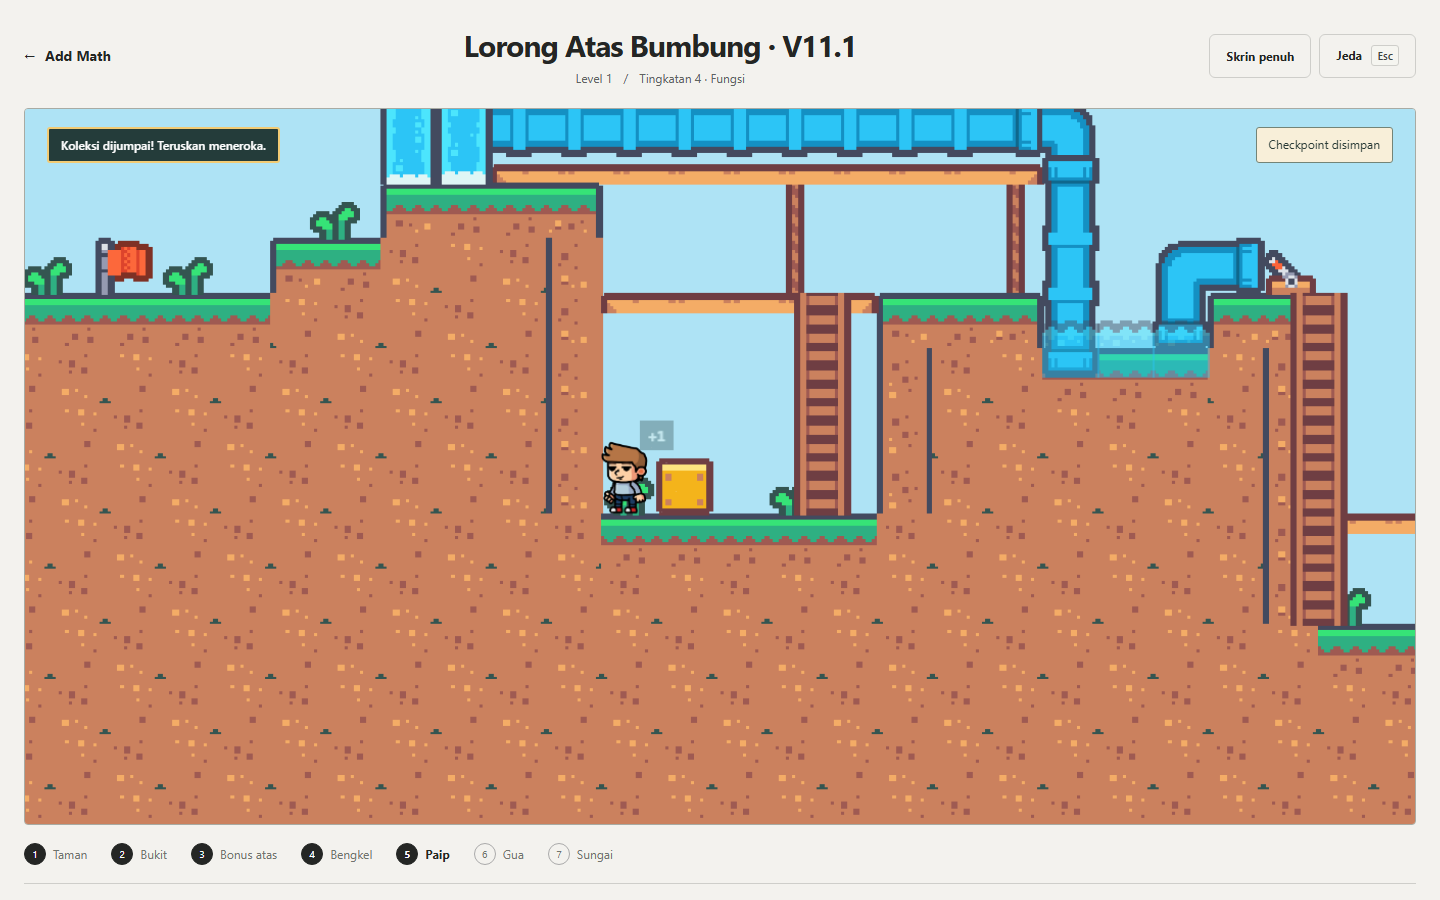 ← Add Math
Lorong Atas Bumbung · V11.1
Level 1 / Tingkatan 4 · Fungsi
Skrin penuh
Jeda Esc
Koleksi dijumpai! Teruskan meneroka.
Checkpoint disimpan
+1
1 Taman
2 Bukit
3 Bonus atas
4 Bengkel
5 Paip
6 Gua
7 Sungai